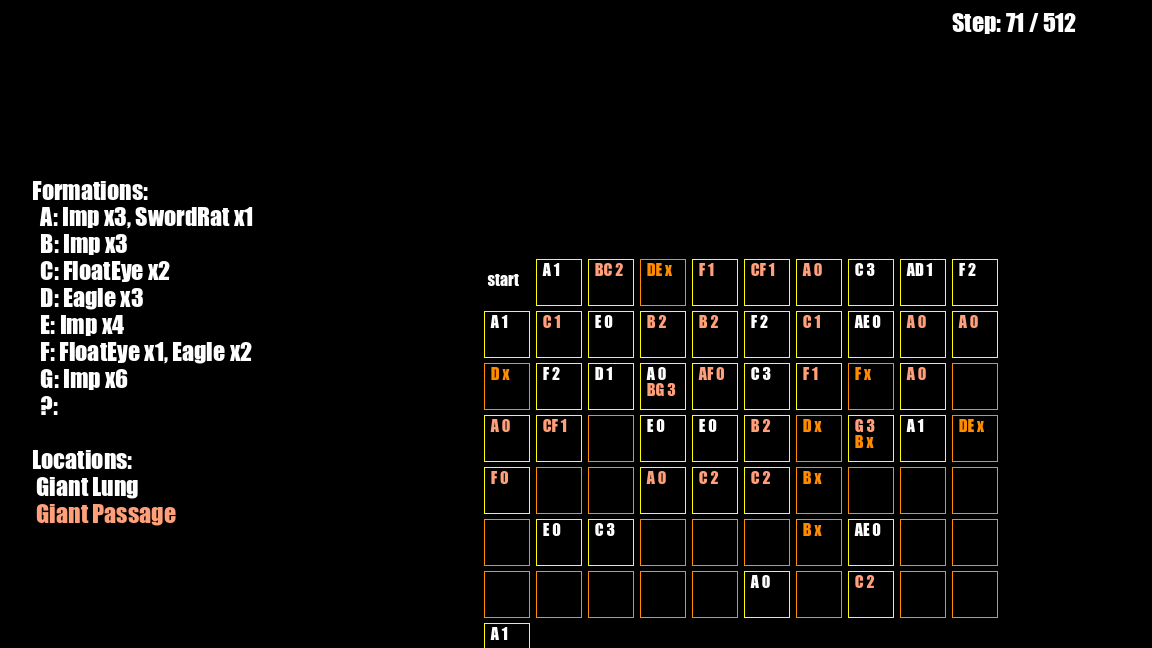 Step: 71 / 512
Formations:
A: Imp x3, SwordRat x1
B: Imp x3
C: FloatEye x2
D: Eagle x3
E: Imp x4
F: FloatEye x1, Eagle x2
G: Imp x6
?:
Locations:
Giant Lung
Giant Passage
start A 1 BC 2 DE x F 1 CF 1 A 0 C 3 AD 1 F 2
A 1 C 1 E 0 B 2 B 2 F 2 C 1 AE 0 A 0 A 0
D x F 2 D 1 A 0 AF 0 C 3 F 1 F x A 0
BG 3
A 0 CF 1 E 0 E 0 B 2 D x G 3 A 1 DE x
B x
F 0 A 0 C 2 C 2 B x
E 0 C 3 B x AE 0
A 0 C 2
A 1